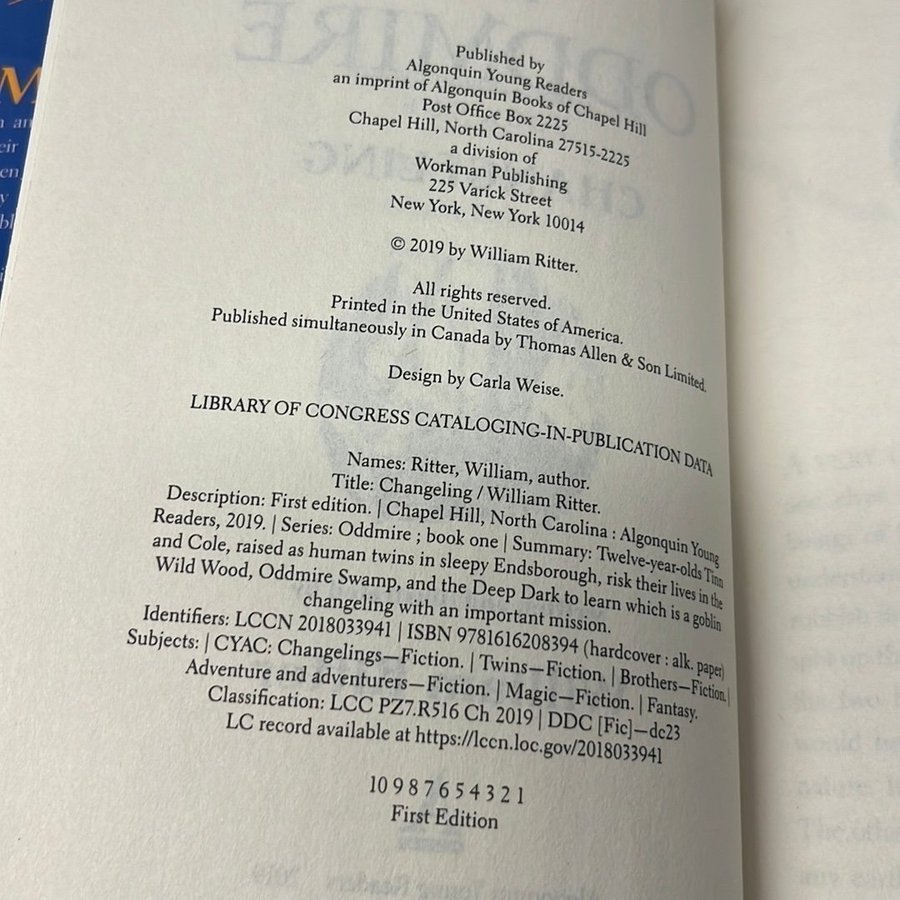 Published by
Algonquin Young Readers
an imprint of Algonquin Books of Chapel Hill
Post Office Box 2225
Chapel Hill, North Carolina 27515-2225
a division of
Workman Publishing
225 Varick Street
New York, New York 10014
© 2019 by William Ritter.
All rights reserved.
Printed in the United States of America.
Published simultaneously in Canada by Thomas Allen & Son Limited.
Design by Carla Weise.
LIBRARY OF CONGRESS CATALOGING-IN-PUBLICATION DATA
Names: Ritter, William, author.
Title: Changeling / William Ritter.
Description: First edition. | Chapel Hill, North Carolina : Algonquin Young
Readers, 2019. | Series: Oddmire ; book one | Summary: Twelve-year-olds Tinn
and Cole, raised as human twins in sleepy Endsborough, risk their lives in the
Wild Wood, Oddmire Swamp, and the Deep Dark to learn which is a goblin
changeling with an important mission.
Identifiers: LCCN 2018033941 | ISBN 9781616208394 (hardcover : alk. paper)
Subjects: | CYAC: Changelings—Fiction. | Twins—Fiction. | Brothers—Fiction. |
Adventure and adventurers—Fiction. | Magic—Fiction. | Fantasy.
Classification: LCC PZ7.R516 Ch 2019 | DDC [Fic]—dc23
LC record available at https://lccn.loc.gov/2018033941
10 9 8 7 6 5 4 3 2 1
First Edition